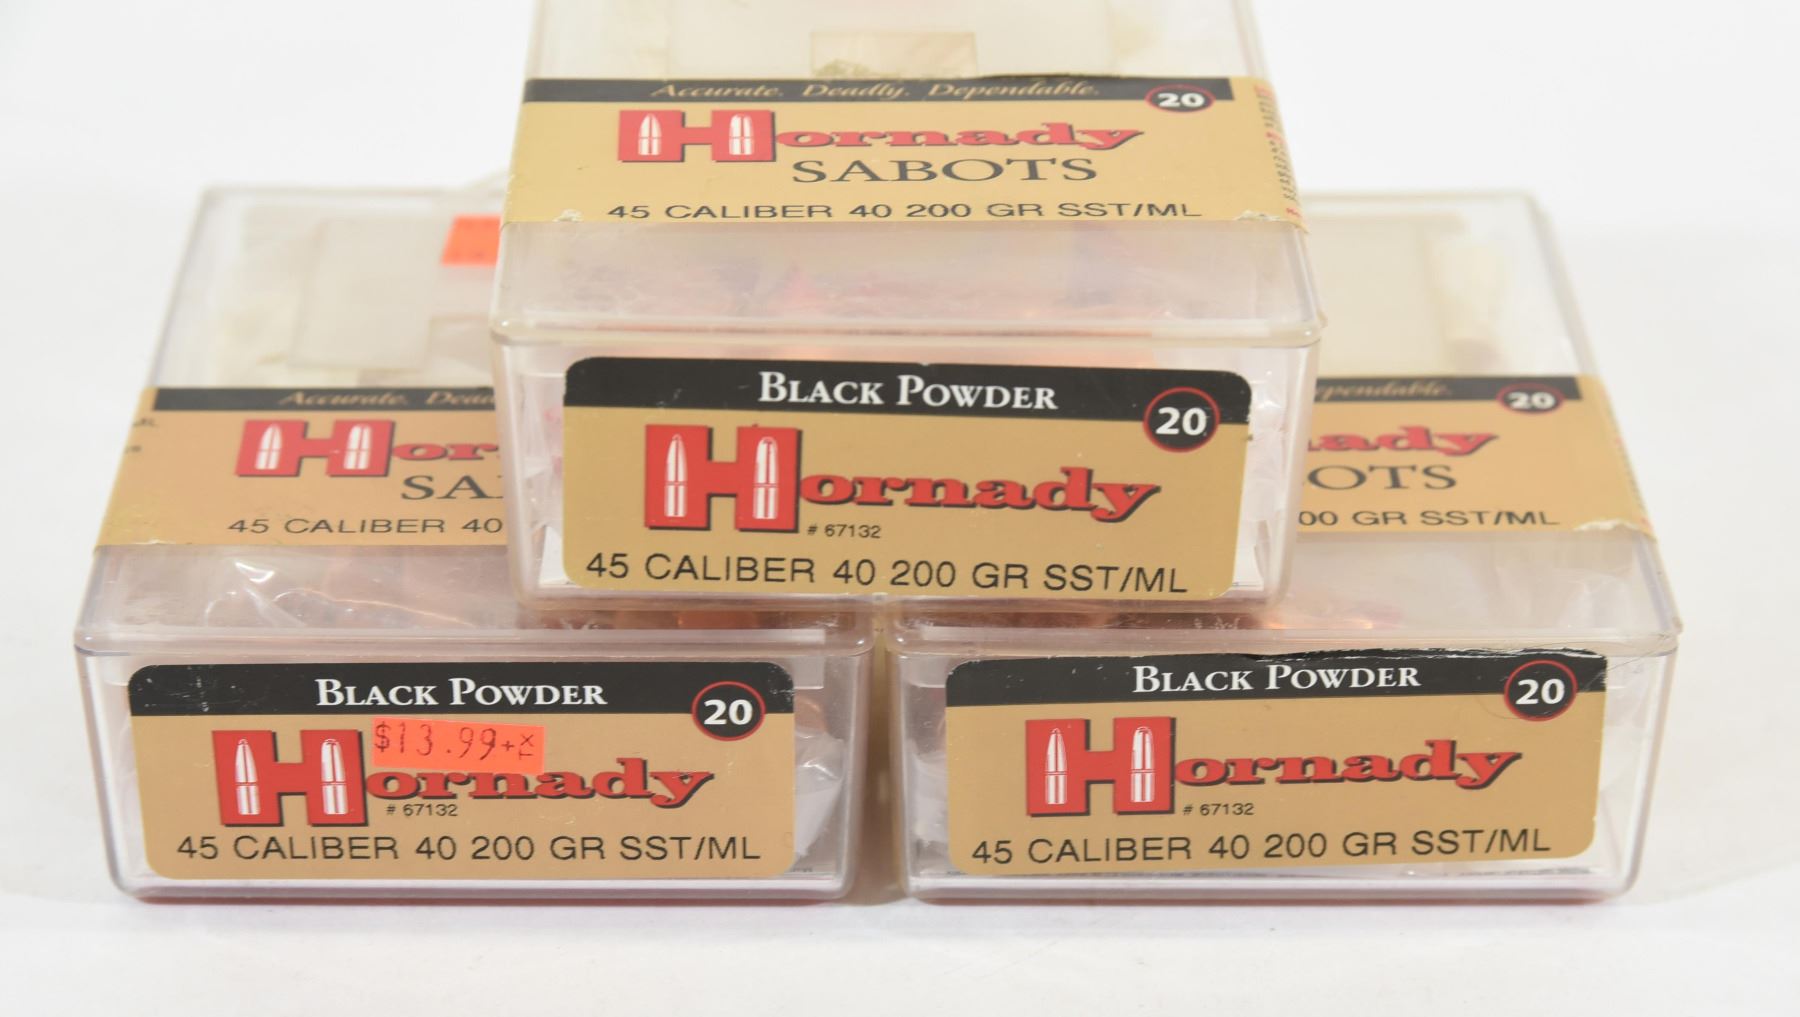 Accurate. Deadly. Dependable.
20
Hornady
SABOTS
45 CALIBER 40 200 GR SST/ML
BLACK POWDER
20
Hornady
# 67132
45 CALIBER 40 200 GR SST/ML
Accurate.
Hor
SA
45 CALIBER 40
BLACK POWDER
20
$13.99+
Hornady
# 67132
45 CALIBER 40 200 GR SST/ML
ependable.
20
ady
OTS
00 GR SST/ML
BLACK POWDER
20
Hornady
# 67132
45 CALIBER 40 200 GR SST/ML